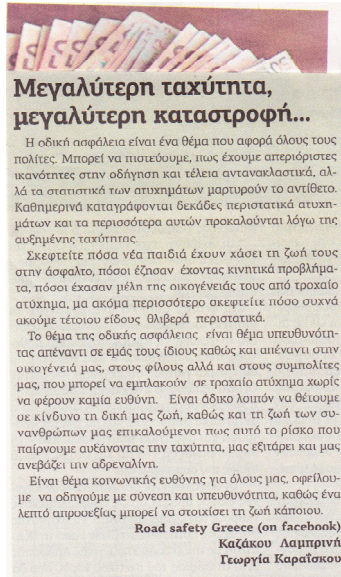 Μεγαλύτερη ταχύτητα,
μεγαλύτερη καταστροφή...
Η οδική ασφάλεια είναι ένα θέμα που αφορά όλους τους
πολίτες. Μπορεί να πιστεύουμε, πως έχουμε απεριόριστες
ικανότητες στην οδήγηση και τέλεια αντανακλαστικά, αλ-
λά τα στατιστικά των ατυχημάτων μαρτυρούν το αντίθετο.
Καθημερινά καταγράφονται δεκάδες περιστατικά ατυχη-
μάτων και τα περισσότερα αυτών προκαλούνται λόγω της
αυξημένης ταχύτητας.
Σκεφτείτε πόσα νέα παιδιά έχουν χάσει τη ζωή τους
στην άσφαλτο, πόσοι έζησαν έχοντας κινητικά προβλήμα-
τα, πόσοι έχασαν μέλη της οικογένειάς τους από τροχαίο
ατύχημα, μα ακόμα περισσότερο σκεφτείτε πόσο συχνά
ακούμε τέτοιου είδους θλιβερά περιστατικά.
Το θέμα της οδικής ασφάλειας είναι θέμα υπευθυνότη-
τας απέναντι σε εμάς τους ίδιους καθώς και απέναντι στην
οικογένειά μας, στους φίλους αλλά και στους συμπολίτες
μας, που μπορεί να εμπλακούν σε τροχαίο ατύχημα χωρίς
να φέρουν καμία ευθύνη. Είναι άδικο λοιπόν να θέτουμε
σε κίνδυνο τη δική μας ζωή, καθώς και τη ζωή των συ-
νανθρώπων μας επικαλούμενοι πως αυτό το ρίσκο που
παίρνουμε αυξάνοντας την ταχύτητα, μας εξιτάρει και μας
ανεβάζει την αδρεναλίνη.
Είναι θέμα κοινωνικής ευθύνης για όλους μας, οφείλου-
με να οδηγούμε με σύνεση και υπευθυνότητα, καθώς ένα
λεπτό απροσεξίας μπορεί να στοιχίσει τη ζωή κάποιου.
Road safety Greece (on facebook)
Καζάκου Λαμπρινή
Γεωργία Καραΐσκου